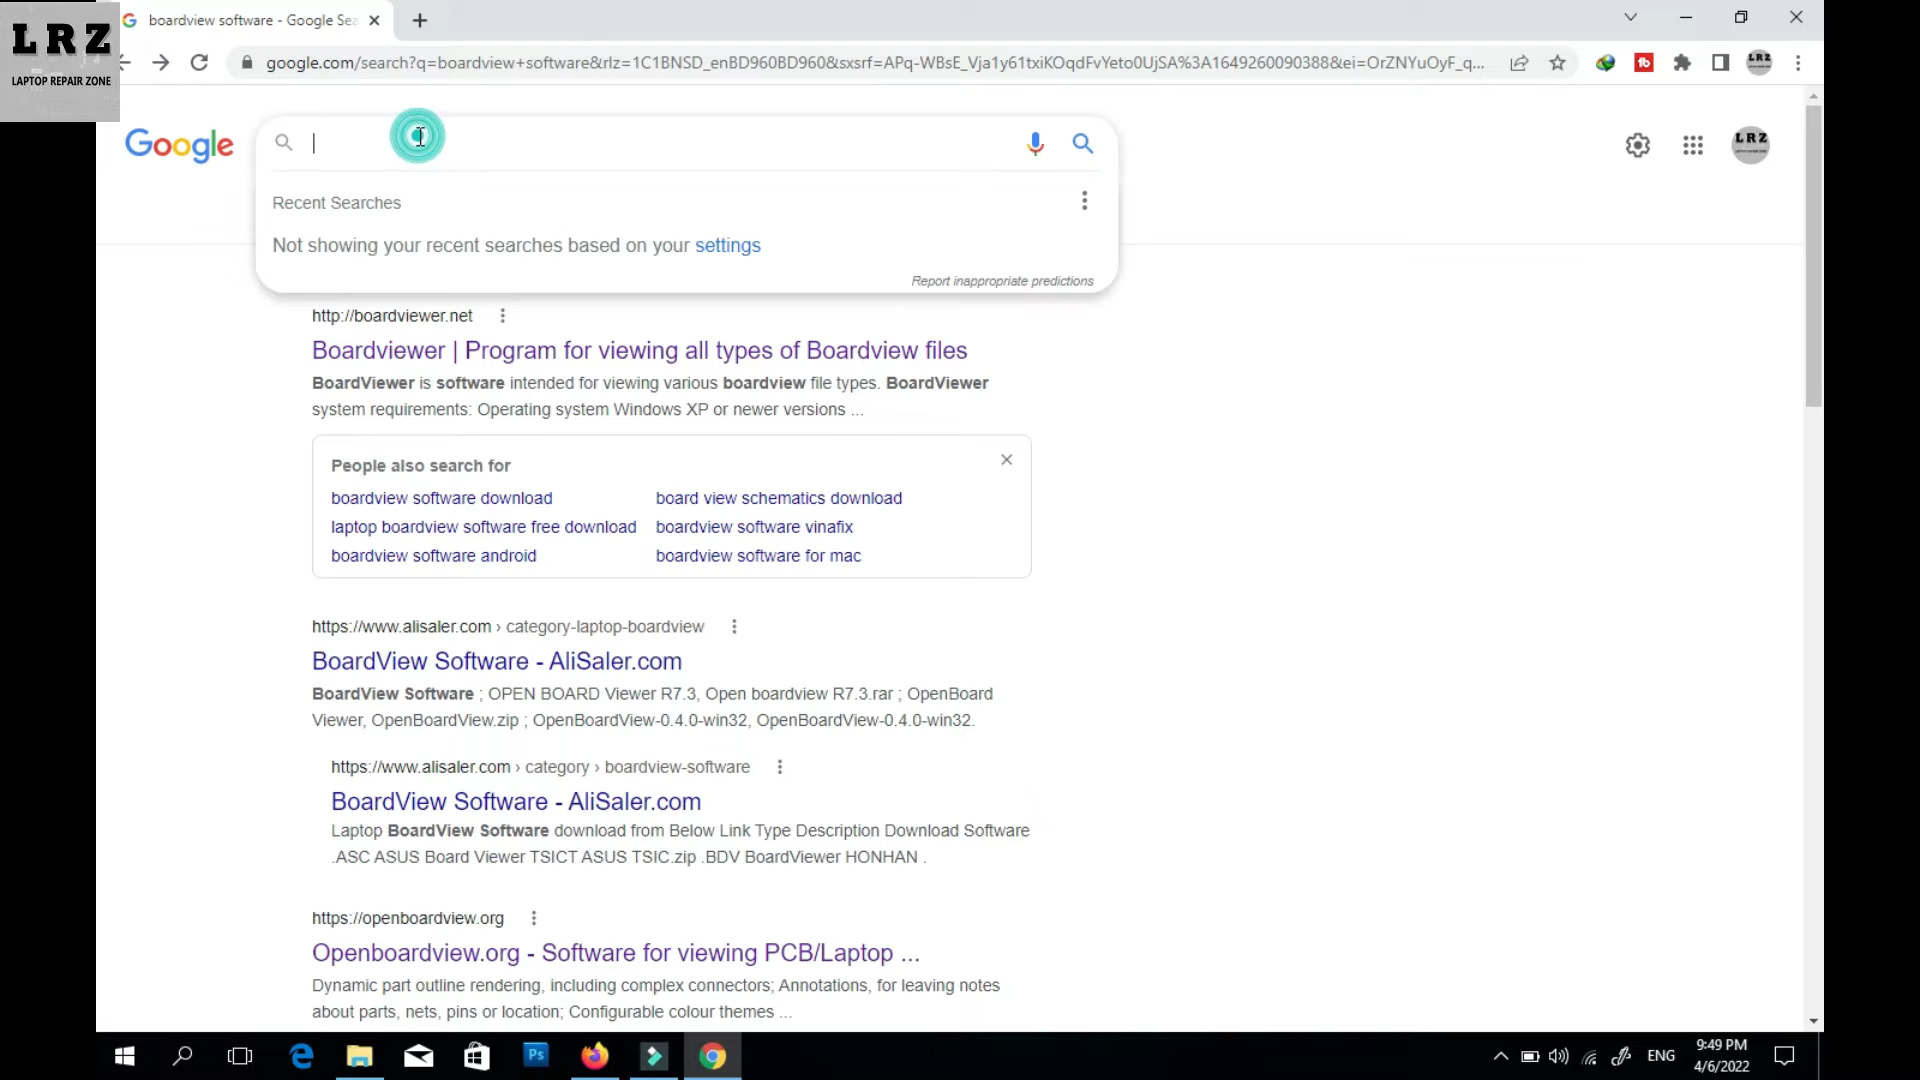 boardview software - Google Sea
LRZ
LAPTOP REPAIR ZONE
google.com/search?q=boardview+software&rlz=1C1BNSD_enBD960BD960&sxsrf=APq-WBsE_Vja1y61txiKOqdFvYeto0UjSA%3A1649260090388&ei=OrZNYuOyF_q...
Google
LRZ
Recent Searches
Not showing your recent searches based on your settings
Report inappropriate predictions
http://boardviewer.net
Boardviewer | Program for viewing all types of Boardview files
BoardViewer is software intended for viewing various boardview file types. BoardViewer
system requirements: Operating system Windows XP or newer versions ...
People also search for
boardview software download board view schematics download
laptop boardview software free download boardview software vinafix
boardview software android boardview software for mac
https://www.alisaler.com › category-laptop-boardview
BoardView Software - AliSaler.com
BoardView Software ; OPEN BOARD Viewer R7.3, Open boardview R7.3.rar ; OpenBoard
Viewer, OpenBoardView.zip ; OpenBoardView-0.4.0-win32, OpenBoardView-0.4.0-win32.
https://www.alisaler.com › category › boardview-software
BoardView Software - AliSaler.com
Laptop BoardView Software download from Below Link Type Description Download Software
.ASC ASUS Board Viewer TSICT ASUS TSIC.zip .BDV BoardViewer HONHAN .
https://openboardview.org
Openboardview.org - Software for viewing PCB/Laptop ...
Dynamic part outline rendering, including complex connectors; Annotations, for leaving notes
about parts, nets, pins or location; Configurable colour themes ...
Ps
ENG
9:49 PM
4/6/2022